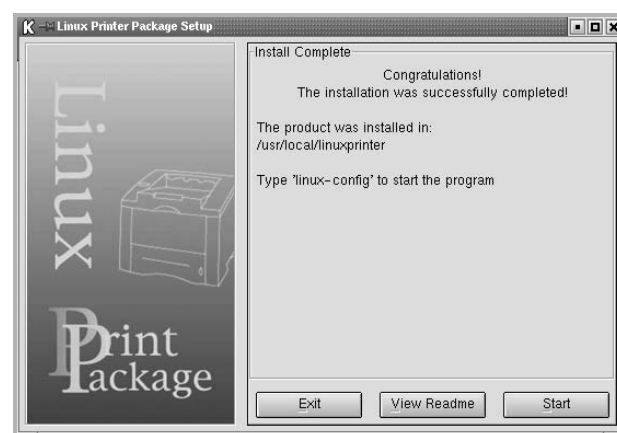 Linux Printer Package Setup
Linux
Print
Package
Install Complete
Congratulations!
The installation was successfully completed!
The product was installed in:
/usr/local/linuxprinter
Type 'linux-config' to start the program
Exit
View Readme
Start